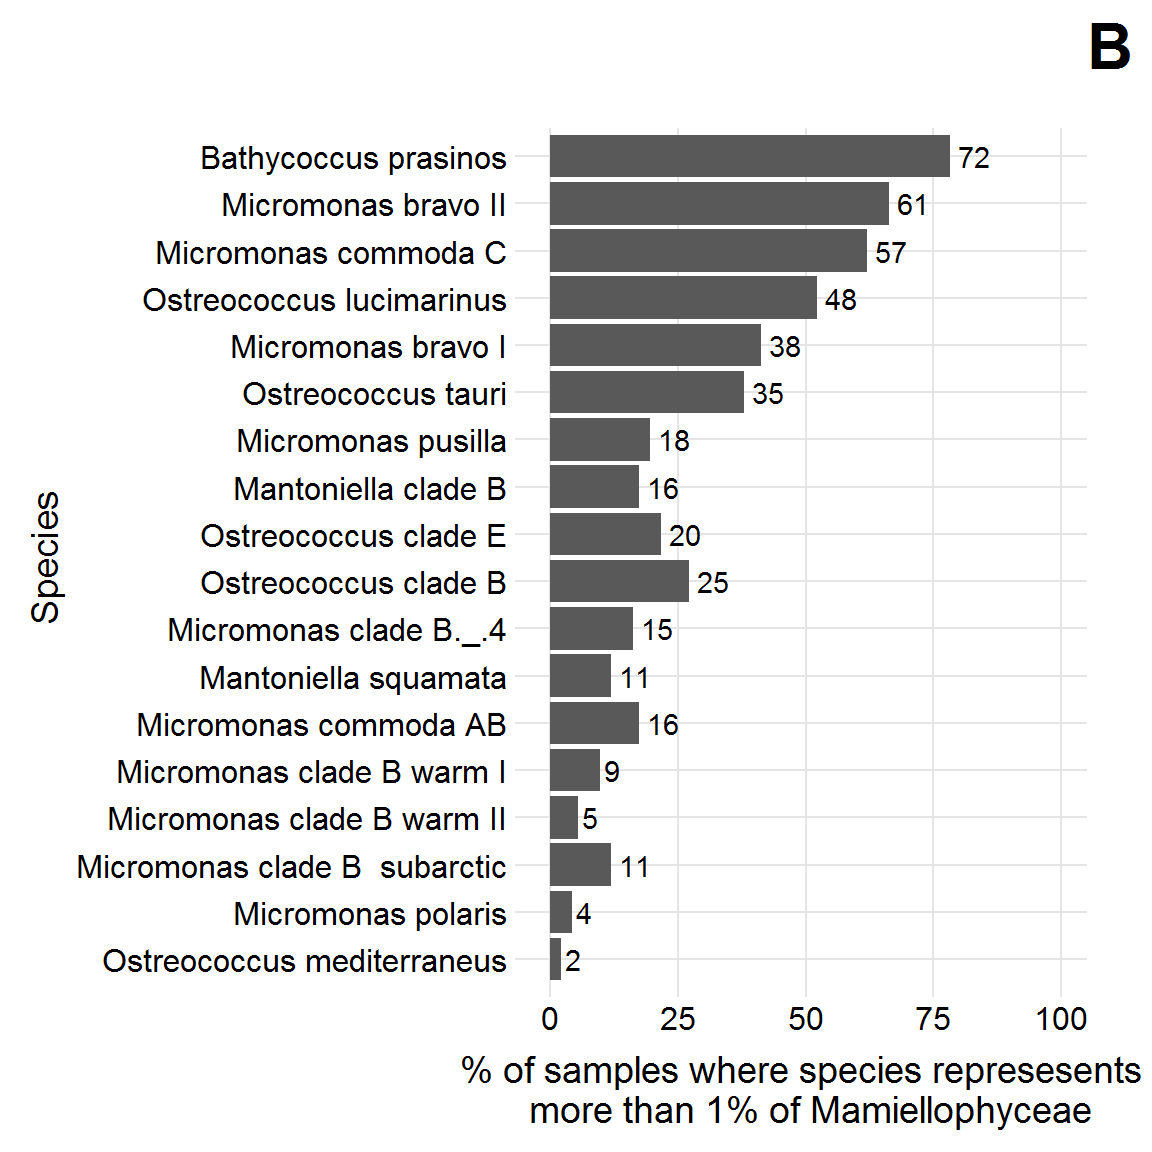 B
Bathycoccus prasinos 72
Micromonas bravo II 61
Micromonas commoda C 57
Ostreococcus lucimarinus 48
Micromonas bravo I 38
Ostreococcus tauri 35
Micromonas pusilla 18
Mantoniella clade B 16
Ostreococcus clade E 20
Ostreococcus clade B 25
Micromonas clade B._.4 15
Mantoniella squamata 11
Micromonas commoda AB 16
Micromonas clade B warm I 9
Micromonas clade B warm II 5
Micromonas clade B  subarctic 11
Micromonas polaris 4
Ostreococcus mediterraneus 2
Species
0 25 50 75 100
% of samples where species represesents
more than 1% of Mamiellophyceae